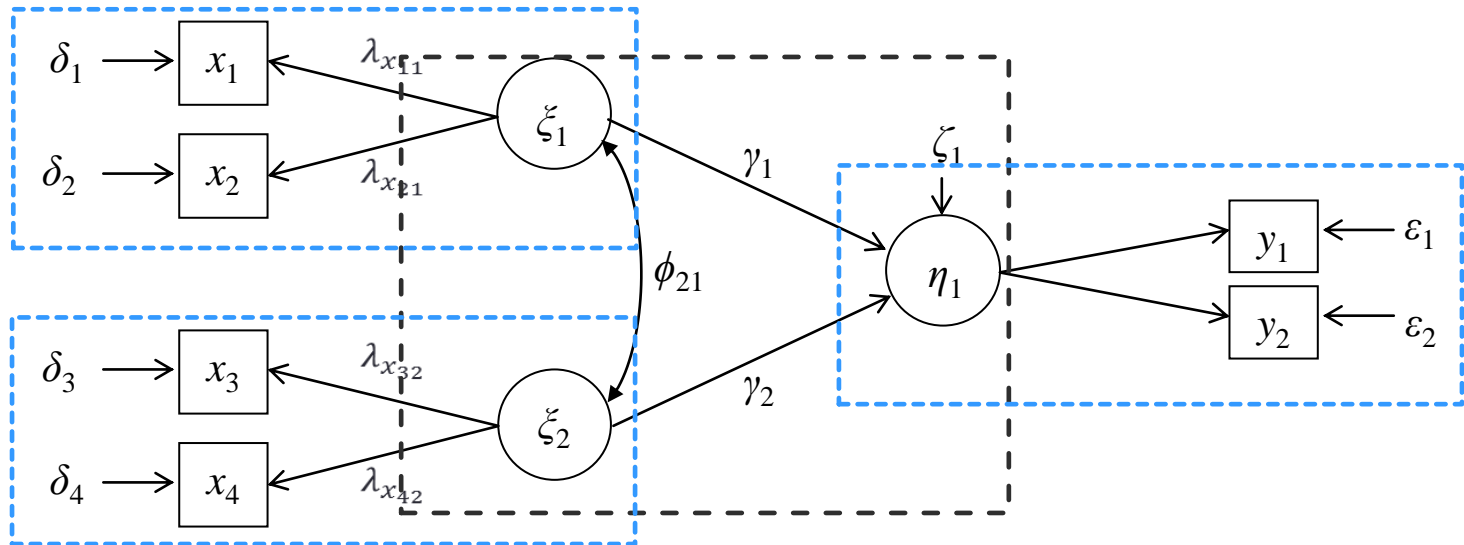 δ₁ x₁ λₓ₁₁
ξ₁
δ₂ x₂ λₓ₂₁
γ₁
ζ₁
ϕ₂₁
η₁
y₁ ε₁
y₂ ε₂
δ₃ x₃ λₓ₃₂
γ₂
ξ₂
δ₄ x₄ λₓ₄₂